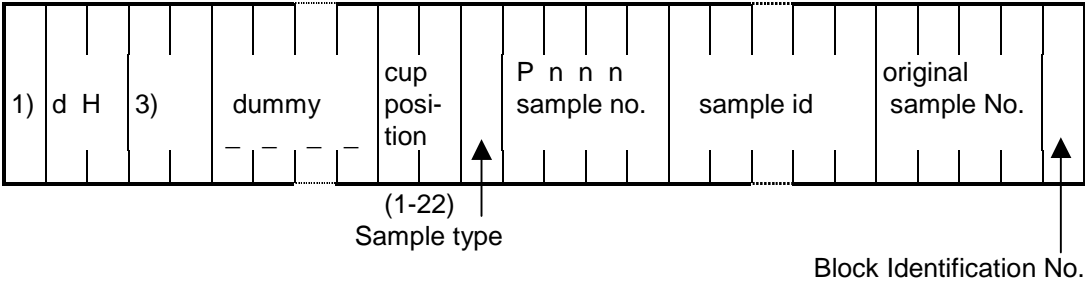 1) d H 3) dummy _ _ _ _ cup posi- tion P n n n sample no. sample id original sample No.
(1-22)
Sample type
Block Identification No.